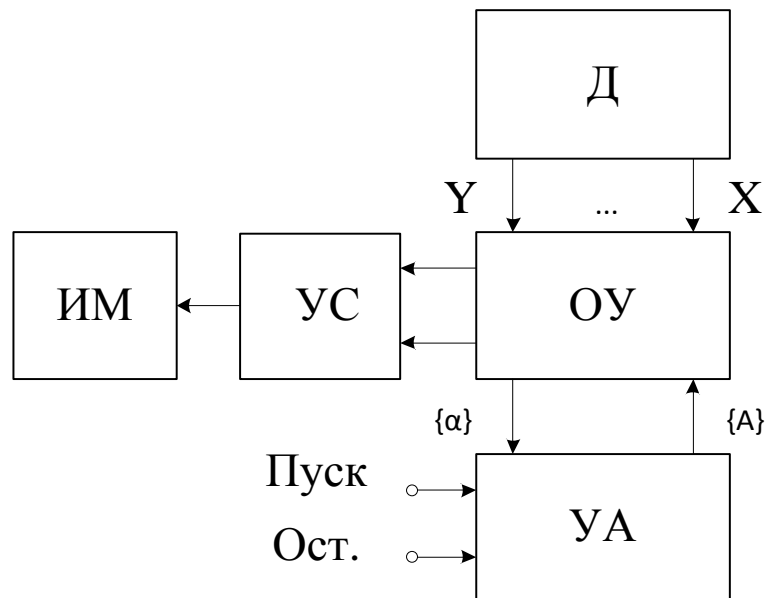 Д
Y ... X
ИМ УС ОУ
{α} {A}
Пуск
Ост.
УА